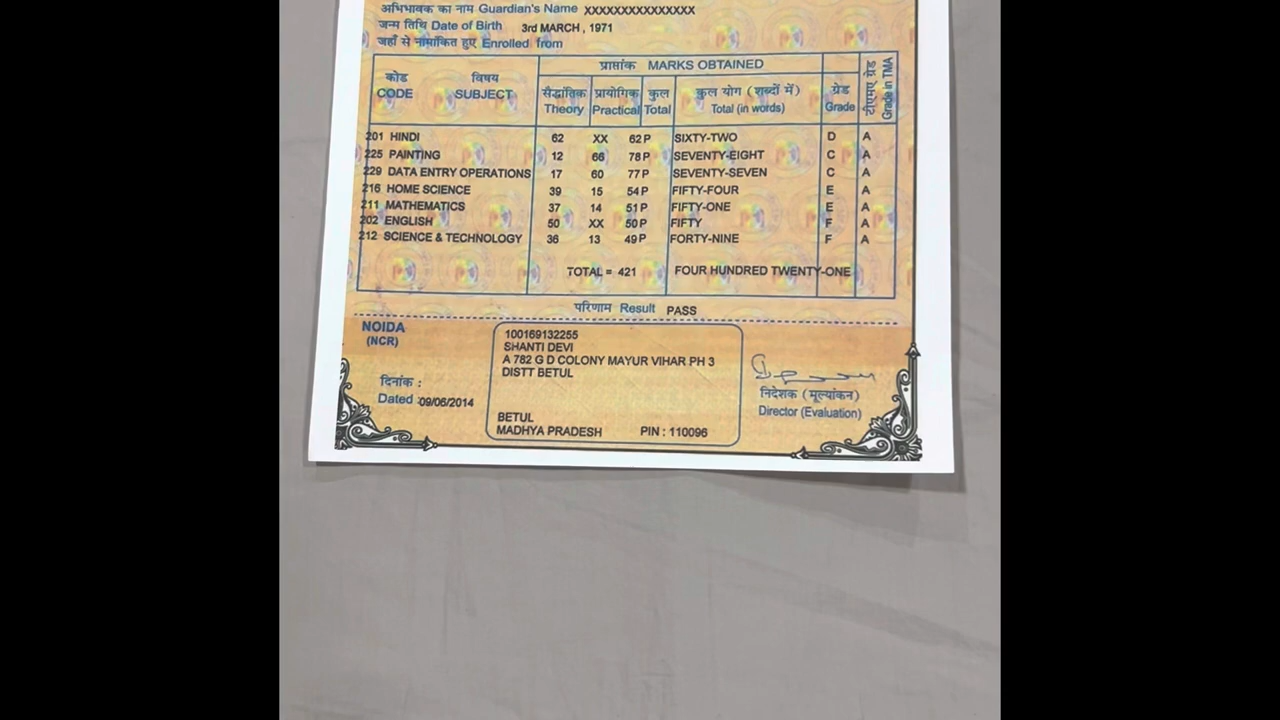 अभिभावक का नाम Guardian's Name XXXXXXXXXXXXXXX
जन्म तिथि Date of Birth 3rd MARCH , 1971
जहाँ से नामांकित हुए Enrolled from
कोड CODE विषय SUBJECT प्राप्तांक MARKS OBTAINED ग्रेड Grade टीएमए ग्रेड Grade in TMA
सैद्धांतिक Theory प्रायोगिक Practical कुल Total कुल योग (शब्दों में) Total (in words)
201 HINDI 62 XX 62 P SIXTY-TWO D A
225 PAINTING 12 66 78 P SEVENTY-EIGHT C A
229 DATA ENTRY OPERATIONS 17 60 77 P SEVENTY-SEVEN C A
216 HOME SCIENCE 39 15 54 P FIFTY-FOUR E A
211 MATHEMATICS 37 14 51 P FIFTY-ONE E A
202 ENGLISH 50 XX 50 P FIFTY F A
212 SCIENCE & TECHNOLOGY 36 13 49 P FORTY-NINE F A
TOTAL = 421 FOUR HUNDRED TWENTY-ONE
परिणाम Result PASS
NOIDA
(NCR)
100169132255
SHANTI DEVI
A 782 G D COLONY MAYUR VIHAR PH 3
DISTT BETUL
BETUL
MADHYA PRADESH PIN : 110096
दिनांक :
Dated :09/06/2014
निदेशक (मूल्यांकन)
Director (Evaluation)